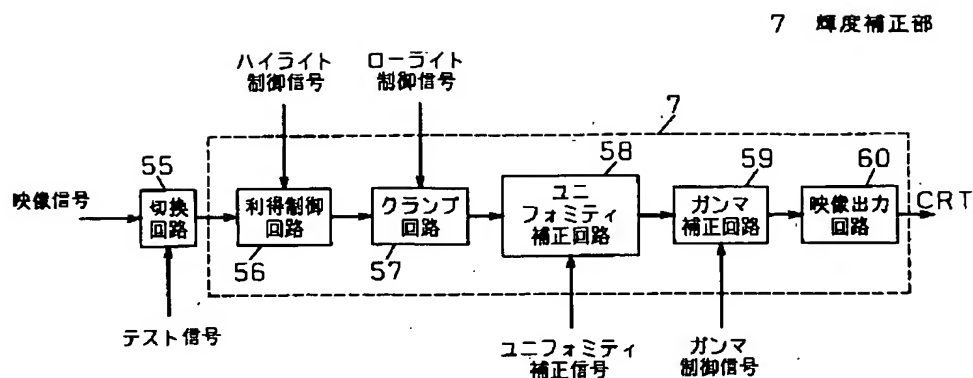 7 輝度補正部
ハイライト
制御信号
ローライト
制御信号
7
55
58
59
60
映像信号
切換
回路
利得制御
回路
クランプ
回路
ユニ
フォミティ
補正回路
ガンマ
補正回路
映像出力
回路
CRT
56
57
テスト信号
ユニフォミティ
補正信号
ガンマ
制御信号